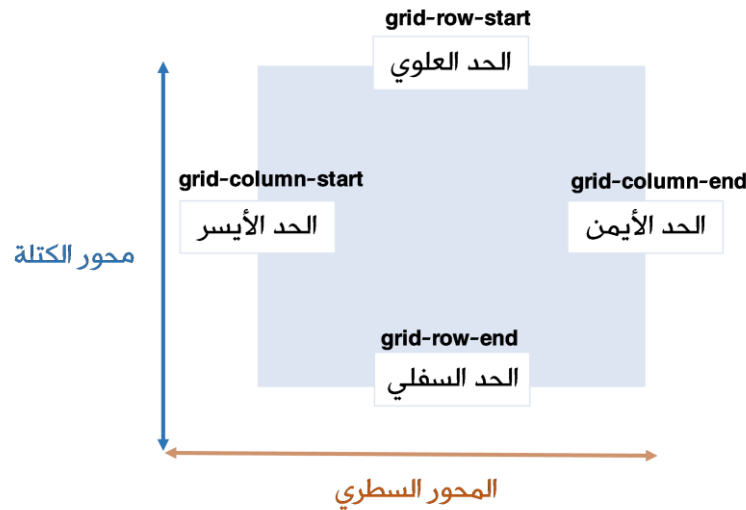 grid-row-start
الحد العلوي
grid-column-start
grid-column-end
الحد الأيسر
الحد الأيمن
محور الكتلة
grid-row-end
الحد السفلي
المحور السطري